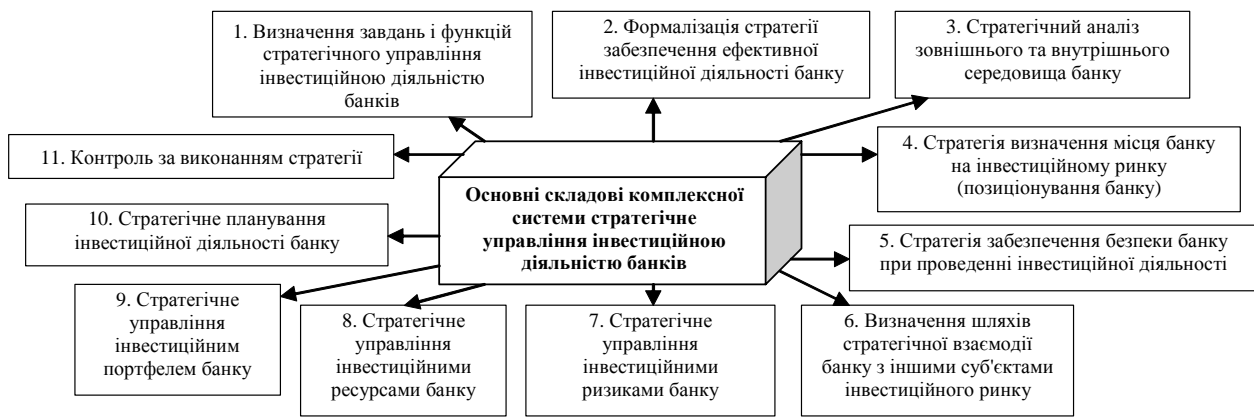 1. Визначення завдань і функцій
стратегічного управління
інвестиційною діяльністю
банків
2. Формалізація стратегії
забезпечення ефективної
інвестиційної діяльності банку
3. Стратегічний аналіз
зовнішнього та внутрішнього
середовища банку
11. Контроль за виконанням стратегії
4. Стратегія визначення місця банку
на інвестиційному ринку
(позиціонування банку)
Основні складові комплексної
системи стратегічне
управління інвестиційною
діяльністю банків
10. Стратегічне планування
інвестиційної діяльності банку
5. Стратегія забезпечення безпеки банку
при проведенні інвестиційної діяльності
9. Стратегічне
управління
інвестиційним
портфелем банку
8. Стратегічне
управління
інвестиційними
ресурсами банку
7. Стратегічне
управління
інвестиційними
ризиками банку
6. Визначення шляхів
стратегічної взаємодії
банку з іншими суб'єктами
інвестиційного ринку